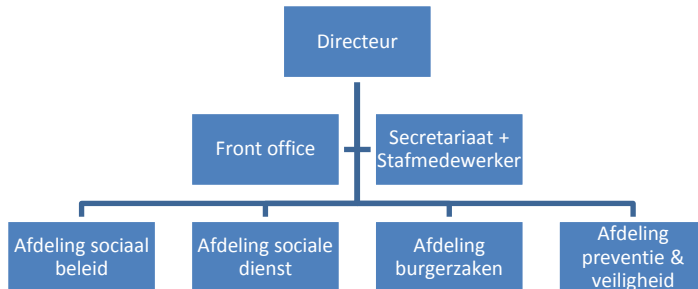 Directeur
Front office
Secretariaat +
Stafmedewerker
Afdeling sociaal
beleid
Afdeling sociale
dienst
Afdeling
burgerzaken
Afdeling
preventie &
veiligheid